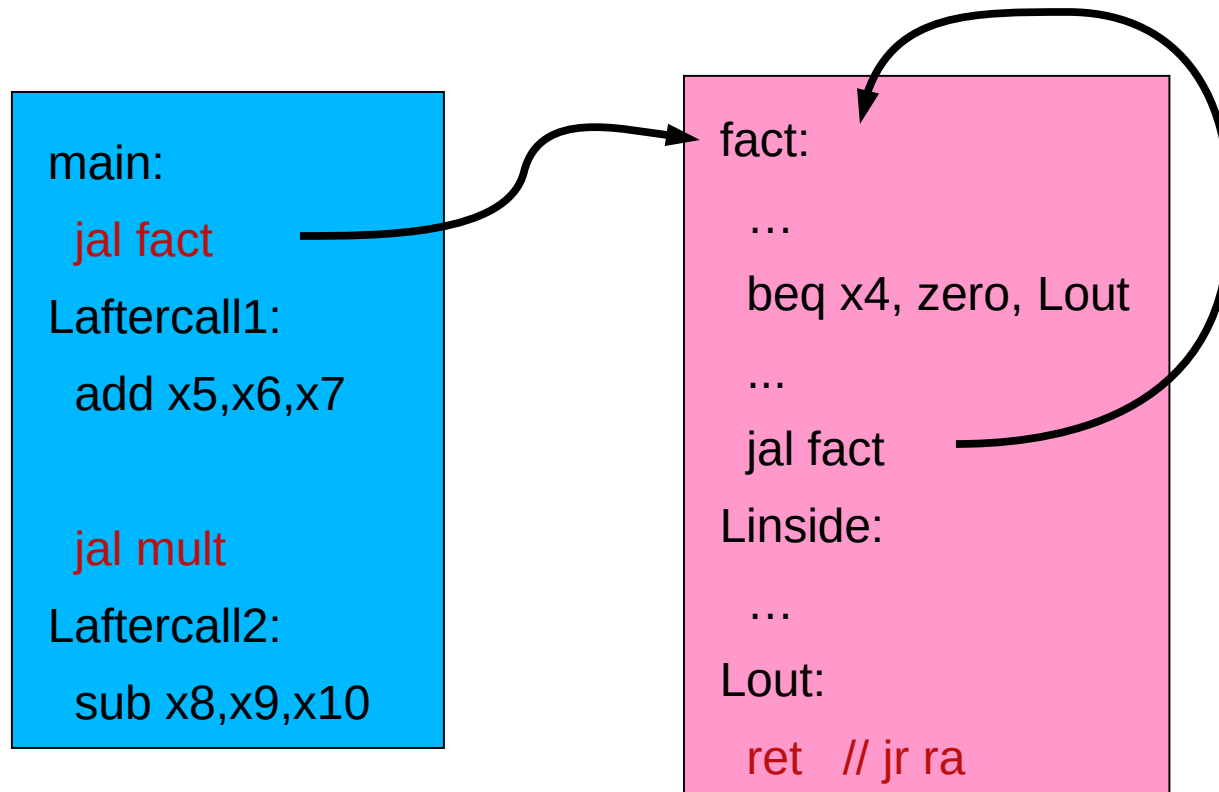 main:
jal fact
Laftercall1:
add x5,x6,x7
jal mult
Laftercall2:
sub x8,x9,x10
fact:
…
beq x4, zero, Lout
...
jal fact
Linside:
…
Lout:
ret // jr ra